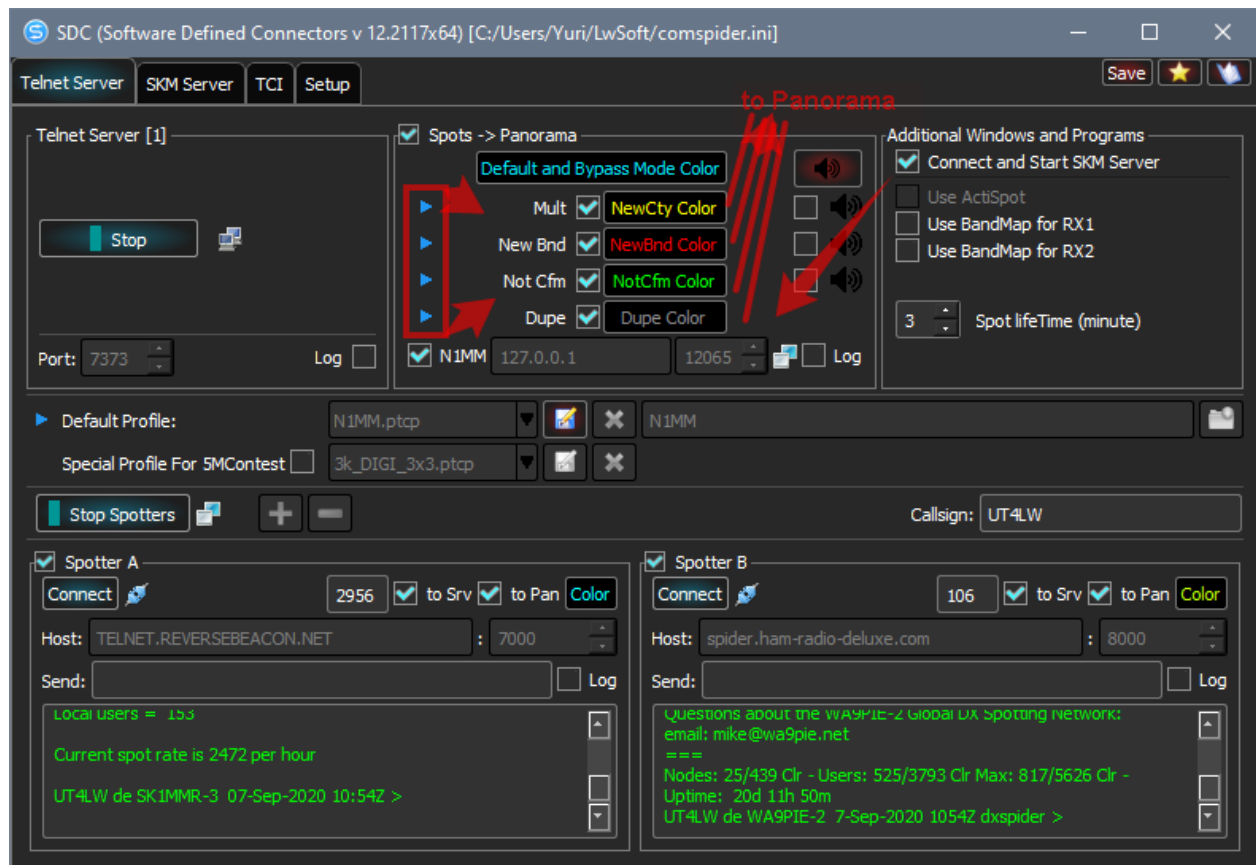 SDC (Software Defined Connectors v 12.2117x64) [C:/Users/Yuri/LwSoft/comspider.ini]
Telnet Server SKM Server TCI Setup Save
to Panorama
Telnet Server [1]
Stop
Port: 7373 Log
Spots -> Panorama
Default and Bypass Mode Color
Mult NewCty Color
New Bnd NewBnd Color
Not Cfm NotCfm Color
Dupe Dupe Color
N1MM 127.0.0.1 12065 Log
Additional Windows and Programs
Connect and Start SKM Server
Use ActiSpot
Use BandMap for RX1
Use BandMap for RX2
3 Spot lifeTime (minute)
Default Profile: N1MM.ptcp N1MM
Special Profile For 5MContest 3k_DIGI_3x3.ptcp
Stop Spotters Callsign: UT4LW
Spotter A
Connect 2956 to Srv to Pan Color
Host: TELNET.REVERSEBEACON.NET : 7000
Send: Log
Local users = 153
Current spot rate is 2472 per hour
UT4LW de SK1MMR-3 07-Sep-2020 10:54Z >
Spotter B
Connect 106 to Srv to Pan Color
Host: spider.ham-radio-deluxe.com : 8000
Send: Log
Questions about the WA9PIE-2 Global DX Spotting Network:
email: mike@wa9pie.net
===
Nodes: 25/439 Clr - Users: 525/3793 Clr Max: 817/5626 Clr -
Uptime: 20d 11h 50m
UT4LW de WA9PIE-2 7-Sep-2020 1054Z dxspider >